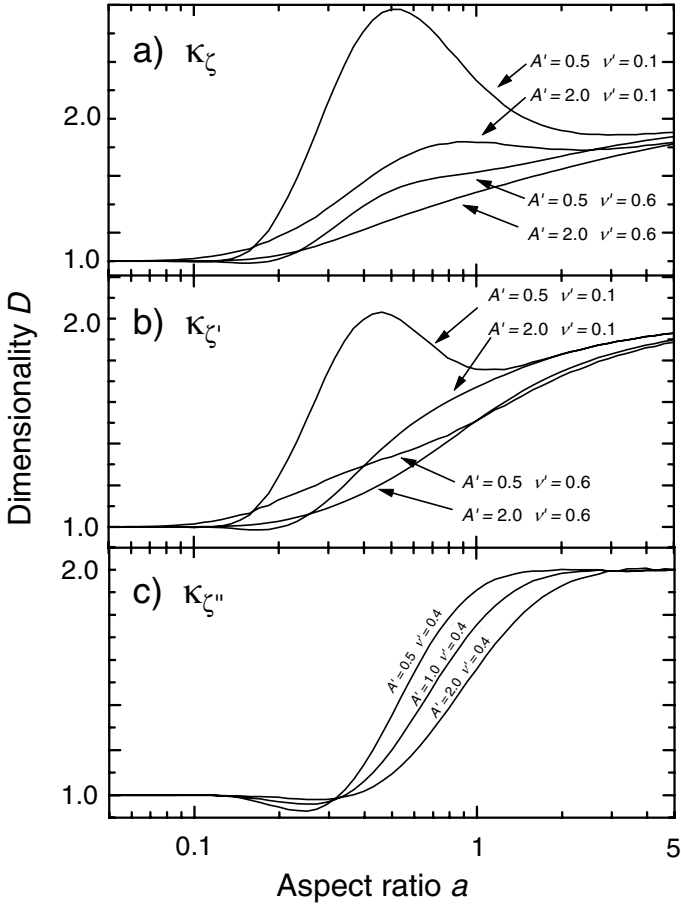 a) κζ
A' = 0.5 ν' = 0.1
A' = 2.0 ν' = 0.1
2.0
A' = 0.5 ν' = 0.6
A' = 2.0 ν' = 0.6
1.0
b) κζ'
A' = 0.5 ν' = 0.1
2.0
A' = 2.0 ν' = 0.1
A' = 0.5 ν' = 0.6
A' = 2.0 ν' = 0.6
1.0
Dimensionality D
c) κζ"
2.0
A' = 0.5 ν' = 0.4
A' = 1.0 ν' = 0.4
A' = 2.0 ν' = 0.4
1.0
0.1 1 5
Aspect ratio a